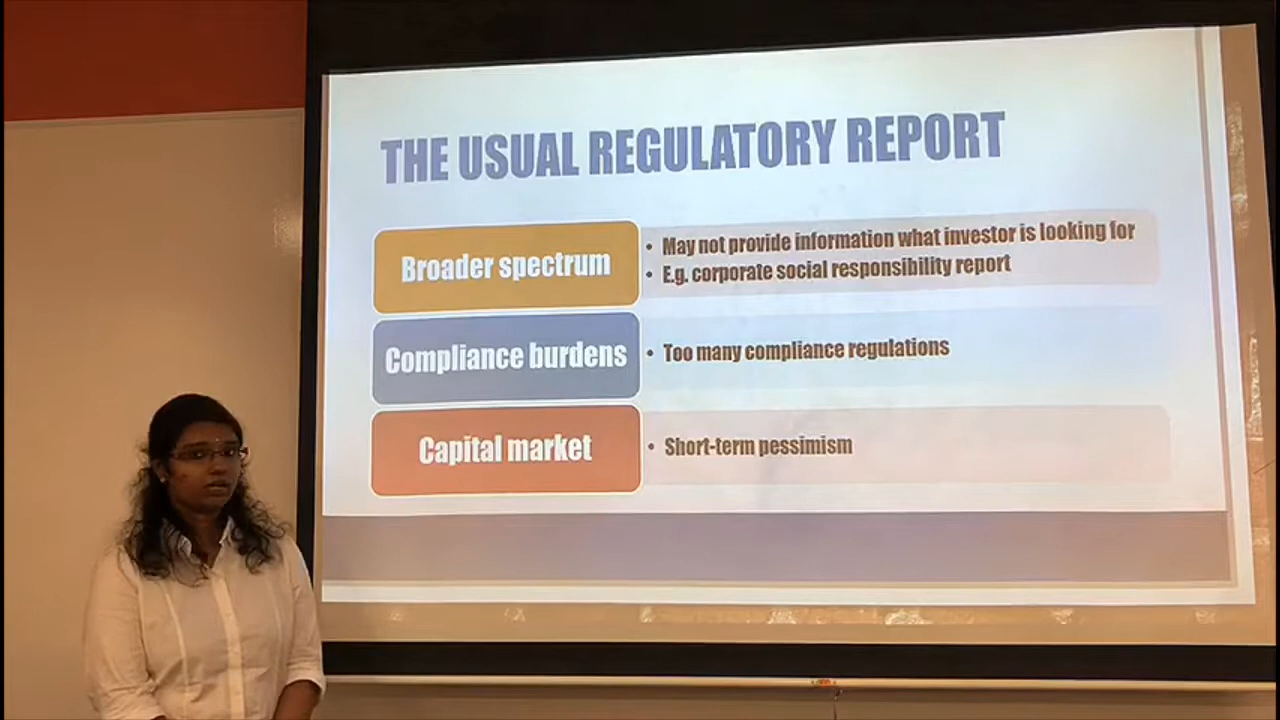 THE USUAL REGULATORY REPORT
Broader spectrum
• May not provide information what investor is looking for
• E.g. corporate social responsibility report
Compliance burdens
• Too many compliance regulations
Capital market
• Short-term pessimism